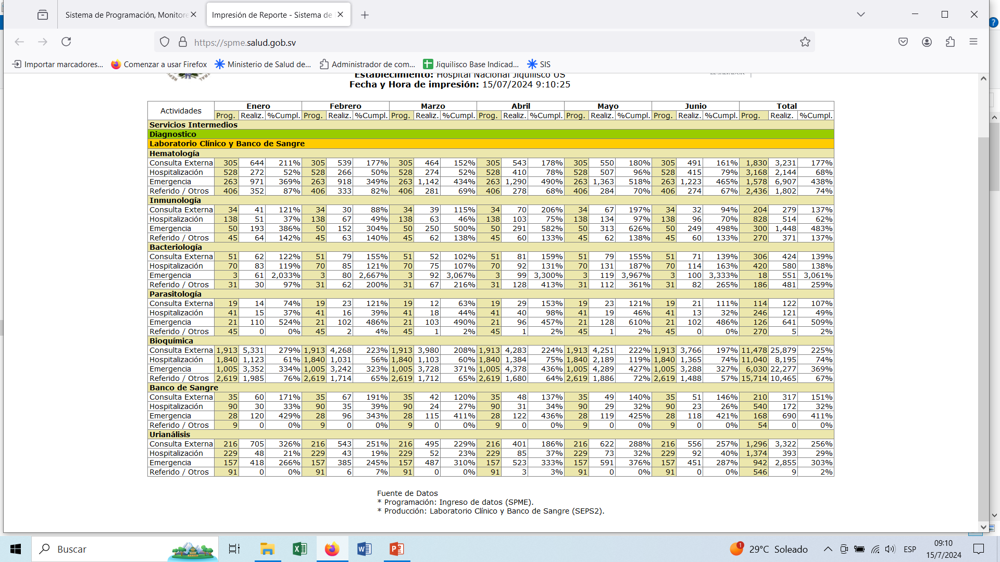 Sistema de Programación, Monitore
Impresión de Reporte - Sistema de
https://spme.salud.gob.sv
Importar marcadores...
Comenzar a usar Firefox
Ministerio de Salud de...
Administrador de com...
Jiquilisco Base Indicad...
SIS
Establecimiento: Hospital Nacional Jiquilisco US
Fecha y Hora de impresión: 15/07/2024 9:10:25
Actividades Enero Febrero Marzo Abril Mayo Junio Total
Prog. Realiz. %Cumpl. Prog. Realiz. %Cumpl. Prog. Realiz. %Cumpl. Prog. Realiz. %Cumpl. Prog. Realiz. %Cumpl. Prog. Realiz. %Cumpl. Prog. Realiz. %Cumpl.
Servicios Intermedios
Diagnostico
Laboratorio Clínico y Banco de Sangre
Hematología
Consulta Externa 305 644 211% 305 539 177% 305 464 152% 305 543 178% 305 550 180% 305 491 161% 1,830 3,231 177%
Hospitalización 528 272 52% 528 266 50% 528 274 52% 528 410 78% 528 507 96% 528 415 79% 3,168 2,144 68%
Emergencia 263 971 369% 263 918 349% 263 1,142 434% 263 1,290 490% 263 1,363 518% 263 1,223 465% 1,578 6,907 438%
Referido / Otros 406 352 87% 406 333 82% 406 281 69% 406 278 68% 406 284 70% 406 274 67% 2,436 1,802 74%
Inmunología
Consulta Externa 34 41 121% 34 30 88% 34 39 115% 34 70 206% 34 67 197% 34 32 94% 204 279 137%
Hospitalización 138 51 37% 138 67 49% 138 63 46% 138 103 75% 138 134 97% 138 96 70% 828 514 62%
Emergencia 50 193 386% 50 152 304% 50 250 500% 50 291 582% 50 313 626% 50 249 498% 300 1,448 483%
Referido / Otros 45 64 142% 45 63 140% 45 62 138% 45 60 133% 45 62 138% 45 60 133% 270 371 137%
Bacteriología
Consulta Externa 51 62 122% 51 79 155% 51 52 102% 51 81 159% 51 79 155% 51 71 139% 306 424 139%
Hospitalización 70 83 119% 70 85 121% 70 75 107% 70 92 131% 70 131 187% 70 114 163% 420 580 138%
Emergencia 3 61 2,033% 3 80 2,667% 3 92 3,067% 3 99 3,300% 3 119 3,967% 3 100 3,333% 18 551 3,061%
Referido / Otros 31 30 97% 31 62 200% 31 67 216% 31 128 413% 31 112 361% 31 82 265% 186 481 259%
Parasitología
Consulta Externa 19 14 74% 19 23 121% 19 12 63% 19 29 153% 19 23 121% 19 21 111% 114 122 107%
Hospitalización 41 15 37% 41 16 39% 41 18 44% 41 40 98% 41 19 46% 41 13 32% 246 121 49%
Emergencia 21 110 524% 21 102 486% 21 103 490% 21 96 457% 21 128 610% 21 102 486% 126 641 509%
Referido / Otros 45 0 0% 45 2 4% 45 1 2% 45 1 2% 45 1 2% 45 0 0% 270 5 2%
Bioquímica
Consulta Externa 1,913 5,331 279% 1,913 4,268 223% 1,913 3,980 208% 1,913 4,283 224% 1,913 4,251 222% 1,913 3,766 197% 11,478 25,879 225%
Hospitalización 1,840 1,123 61% 1,840 1,031 56% 1,840 1,103 60% 1,840 1,384 75% 1,840 2,189 119% 1,840 1,365 74% 11,040 8,195 74%
Emergencia 1,005 3,352 334% 1,005 3,242 323% 1,005 3,728 371% 1,005 4,378 436% 1,005 4,289 427% 1,005 3,288 327% 6,030 22,277 369%
Referido / Otros 2,619 1,985 76% 2,619 1,714 65% 2,619 1,712 65% 2,619 1,680 64% 2,619 1,886 72% 2,619 1,488 57% 15,714 10,465 67%
Banco de Sangre
Consulta Externa 35 60 171% 35 67 191% 35 42 120% 35 48 137% 35 49 140% 35 51 146% 210 317 151%
Hospitalización 90 30 33% 90 35 39% 90 24 27% 90 31 34% 90 29 32% 90 23 26% 540 172 32%
Emergencia 28 120 429% 28 96 343% 28 115 411% 28 122 436% 28 119 425% 28 118 421% 168 690 411%
Referido / Otros 9 0 0% 9 0 0% 9 0 0% 9 0 0% 9 0 0% 9 0 0% 54 0 0%
Urianálisis
Consulta Externa 216 705 326% 216 543 251% 216 495 229% 216 401 186% 216 622 288% 216 556 257% 1,296 3,322 256%
Hospitalización 229 48 21% 229 43 19% 229 52 23% 229 85 37% 229 73 32% 229 92 40% 1,374 393 29%
Emergencia 157 418 266% 157 385 245% 157 487 310% 157 523 333% 157 591 376% 157 451 287% 942 2,855 303%
Referido / Otros 91 0 0% 91 6 7% 91 0 0% 91 3 3% 91 0 0% 91 0 0% 546 9 2%
Fuente de Datos
* Programación: Ingreso de datos (SPME).
* Producción: Laboratorio Clínico y Banco de Sangre (SEPS2).
Buscar
1
29°C Soleado
ESP
09:10
15/7/2024